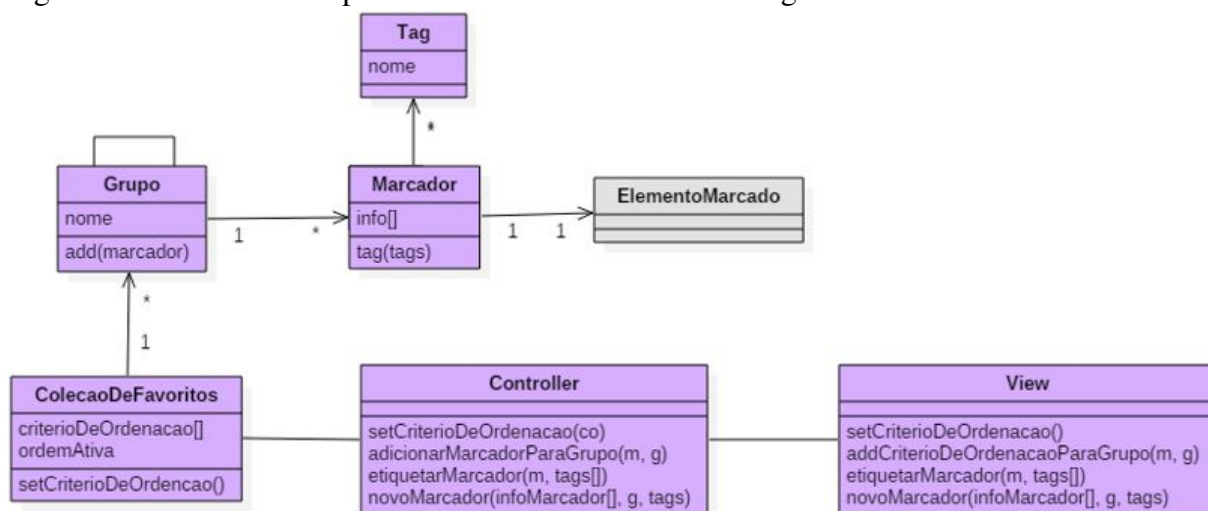 Tag
nome
*
Grupo
nome
add(marcador)
1
*
Marcador
info[]
tag(tags)
1
1
ElementoMarcado
*
1
ColecaoDeFavoritos
criterioDeOrdenacao[]
ordemAtiva
setCriterioDeOrdencao()
Controller
setCriterioDeOrdenacao(co)
adicionarMarcadorParaGrupo(m, g)
etiquetarMarcador(m, tags[])
novoMarcador(infoMarcador[], g, tags)
View
setCriterioDeOrdenacao()
addCriterioDeOrdenacaoParaGrupo(m, g)
etiquetarMarcador(m, tags[])
novoMarcador(infoMarcador[], g, tags)